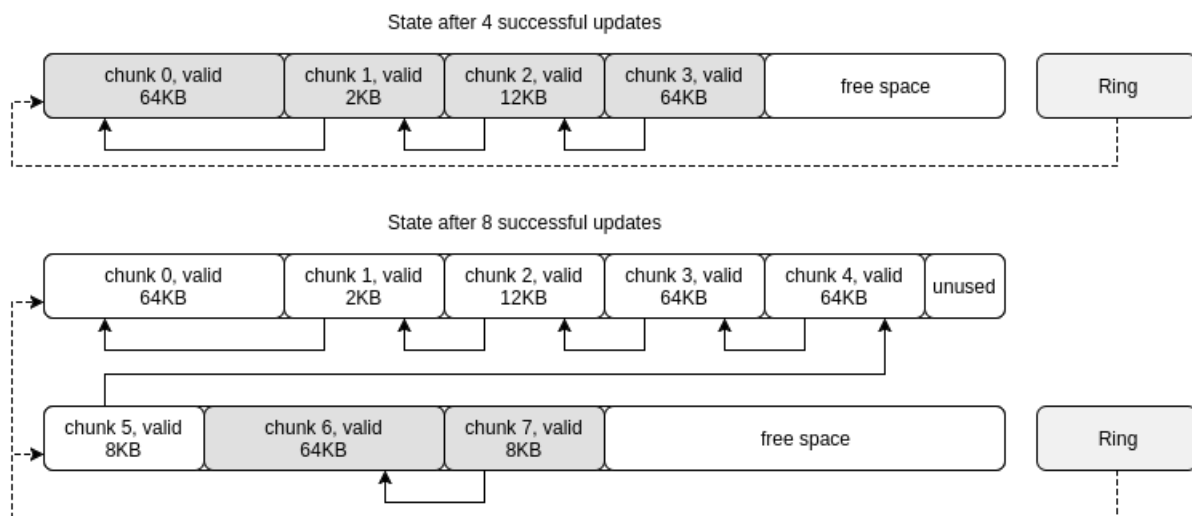 State after 4 successful updates
chunk 0, valid
64KB
chunk 1, valid
2KB
chunk 2, valid
12KB
chunk 3, valid
64KB
free space
Ring
State after 8 successful updates
chunk 0, valid
64KB
chunk 1, valid
2KB
chunk 2, valid
12KB
chunk 3, valid
64KB
chunk 4, valid
64KB
unused
chunk 5, valid
8KB
chunk 6, valid
64KB
chunk 7, valid
8KB
free space
Ring